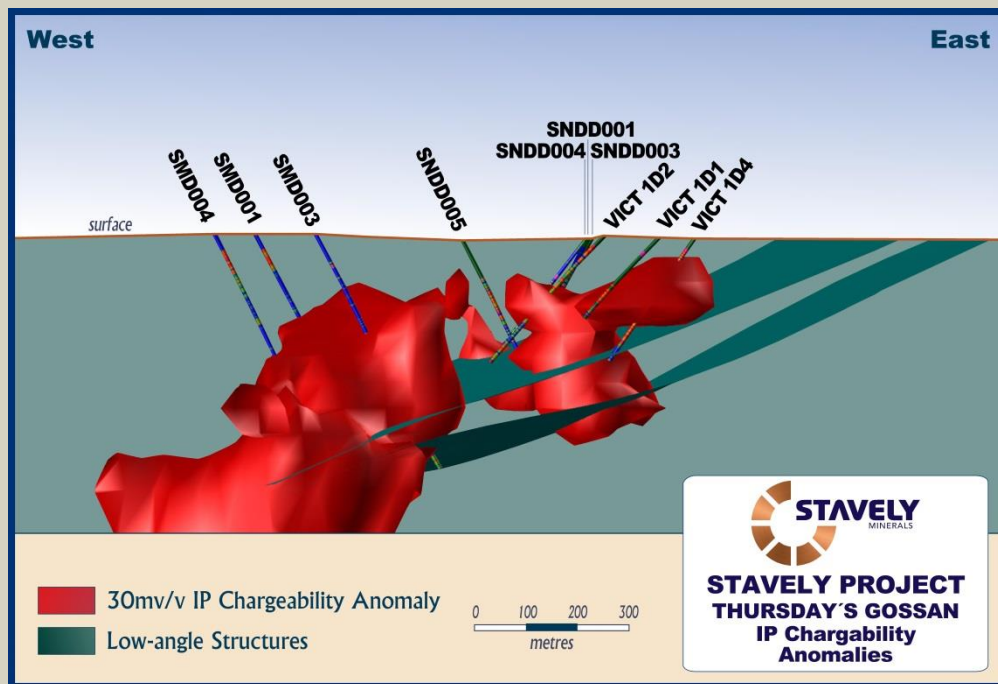 West
East
SNDD001
SNDD004 SNDD003
SMD004
SMD001
SMD003
SNDD005
VICT 1D2
VICT 1D1
VICT 1D4
surface
30mv/v IP Chargeability Anomaly
Low-angle Structures
0 100 200 300
metres
STAVELY
MINERALS
STAVELY PROJECT
THURSDAY'S GOSSAN
IP Chargability
Anomalies